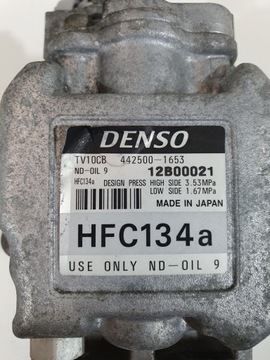 DENSO
TV10CB 442500-1653
ND-OIL 9 12B00021
HFC134a DESIGN PRESS HIGH SIDE 3.53MPa
LOW SIDE 1.67MPa
MADE IN JAPAN
HFC134a
USE ONLY ND-OIL 9